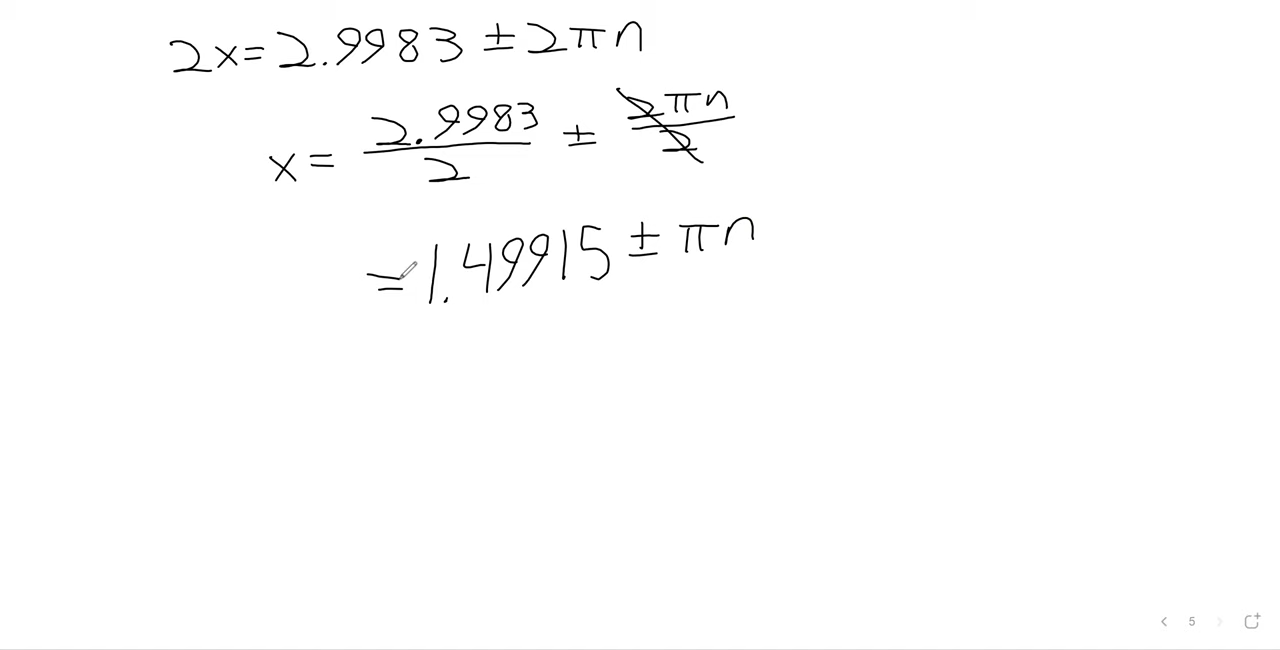 2x = 2.9983 ± 2πn
x = 2.9983/2 ± 2πn/2
= 1.49915 ± πn
5